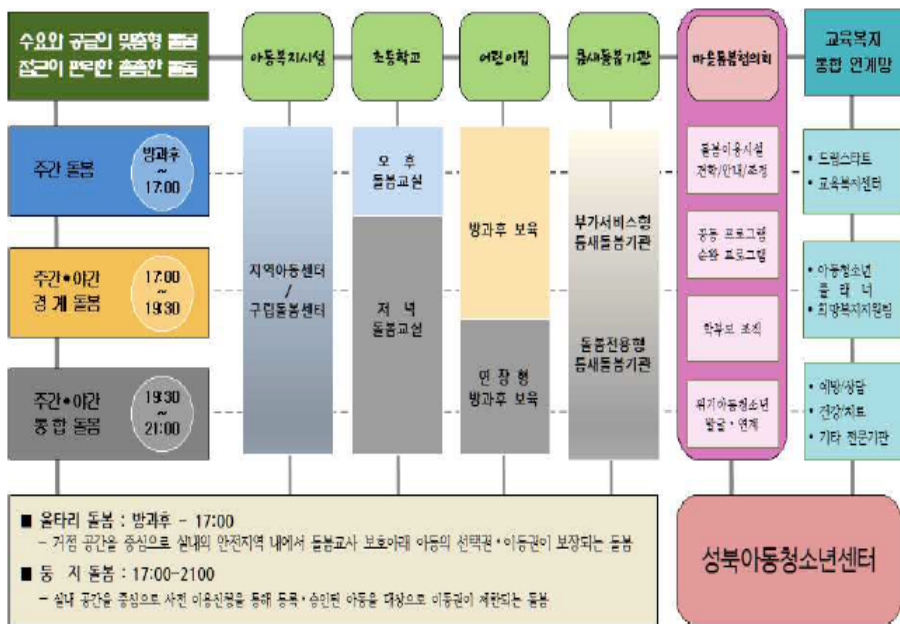 수요와 공급의 맞춤형 돌봄
접근이 편리한 촘촘한 돌봄
아동복지시설
초등학교
어린이집
틈새돌봄기관
마을돌봄협의회
교육복지
통합 연계망
주간 돌봄
방과후
~
17:00
주간•야간
경계 돌봄
17:00
~
19:30
주간•야간
통합 돌봄
19:30
~
21:00
지역아동센터
/
구립돌봄센터
오 후
돌봄교실
저 녁
돌봄교실
방과후 보육
연 장 형
방과후 보육
부가서비스형
틈새돌봄기관
돌봄전용형
틈새돌봄기관
돌봄이용시설
견학/안내/조정
공동 프로그램
순환 프로그램
학부모 조직
위기아동청소년
발굴・연계
• 드림스타트
• 교육복지센터
• 아동청소년
플래너
• 희망복지지원팀
• 예방/상담
• 건강/치료
• 기타 전문기관
■ 울타리 돌봄 : 방과후 - 17:00
- 거점 공간을 중심으로 실내외 안전지역 내에서 돌봄교사 보호아래 아동의 선택권・이동권이 보장되는 돌봄
■ 둥 지 돌봄 : 17:00-2100
- 실내 공간을 중심으로 사전 이용신청을 통해 등록・승인된 아동을 대상으로 이동권이 제한되는 돌봄
성북아동청소년센터